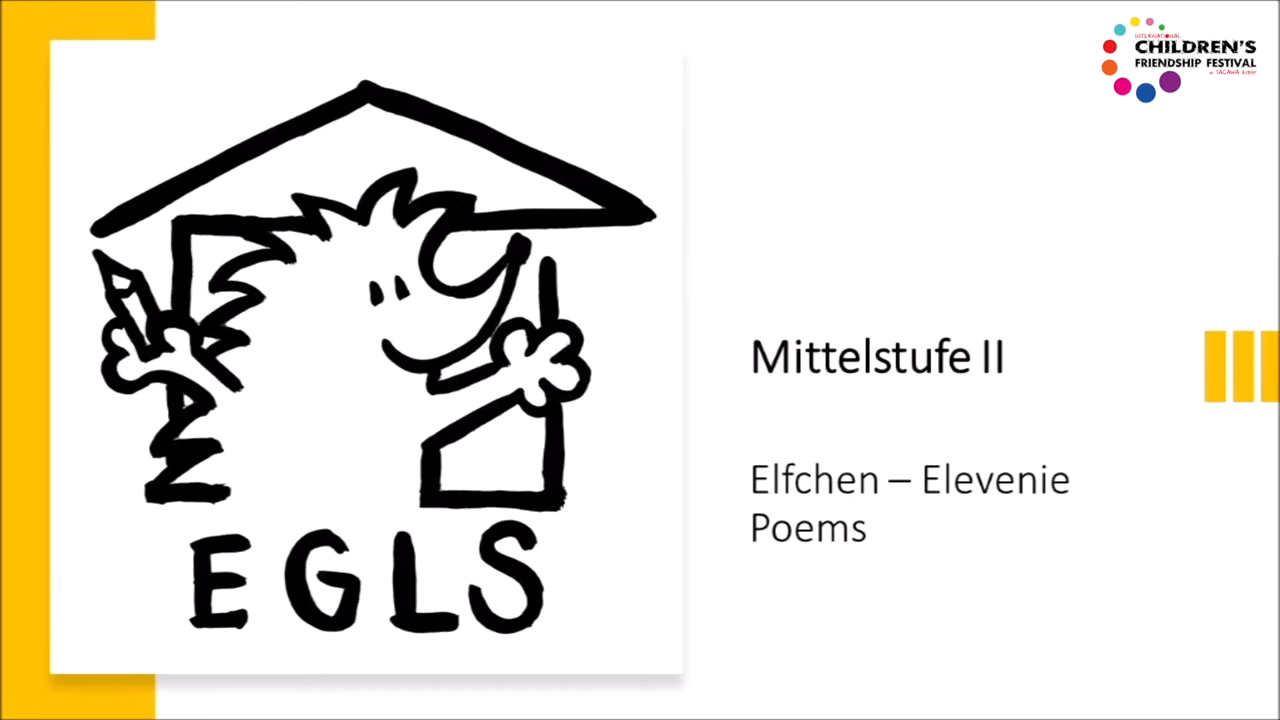 INTERNATIONAL
CHILDREN'S
FRIENDSHIP FESTIVAL
Mittelstufe II
Elfchen – Elevenie
Poems
EGLS